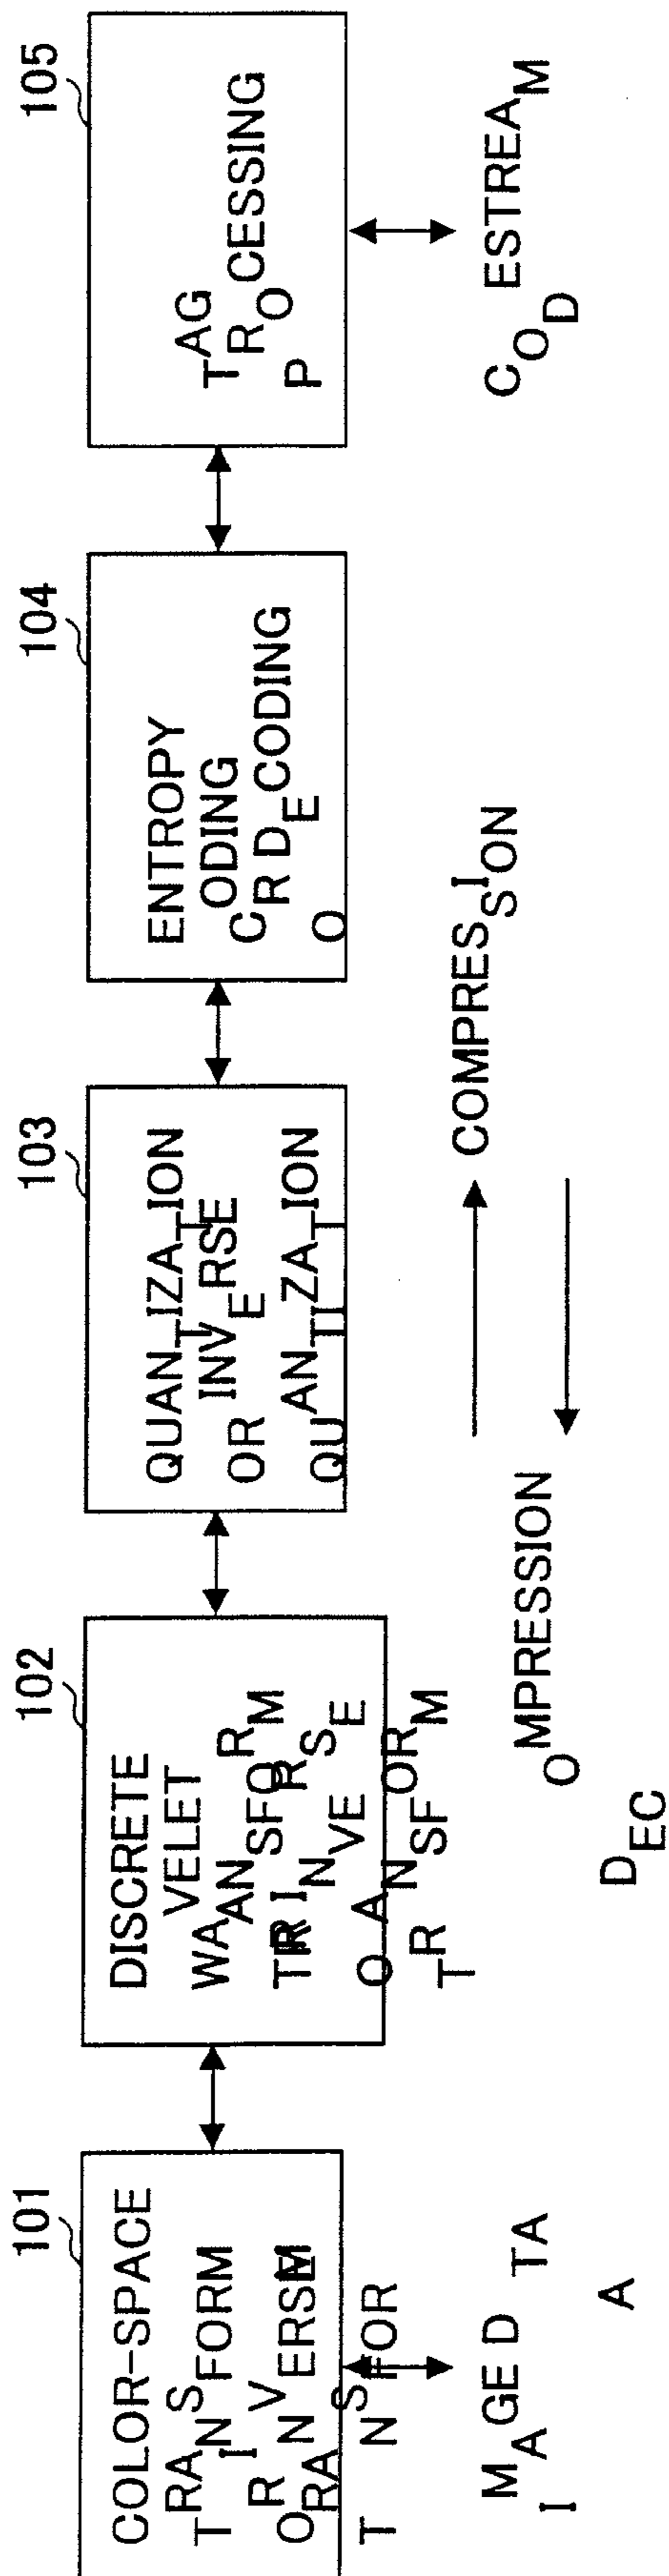 101
COLOR-SPACE
TRANSFORM
OR INVERSE
TRANSFORM
102
DISCRETE
WAVELET
TRANSFORM
OR INVERSE
TRANSFORM
103
QUANTIZATION
OR INVERSE
QUANTIZATION
104
ENTROPY
CODING
OR DECODING
105
TAG
PROCESSING
IMAGE DATA
COMPRESSION
DECOMPRESSION
CODESTREAM